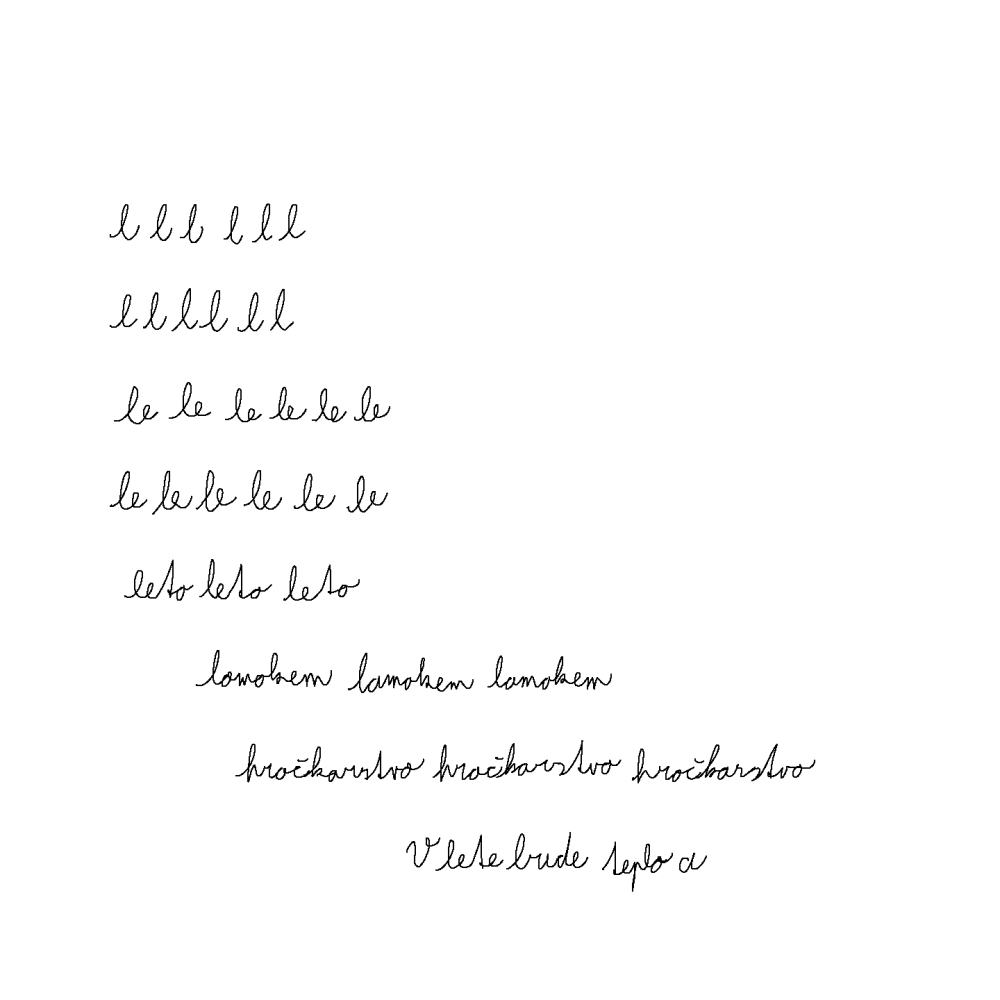 l l l l l l
l l l l l l
le le le le le le
le le le le le le
leto leto leto
lamokem lamokem lamokem
hročkarstvo hročkarstvo hročkarstvo
V lete bude teplo a